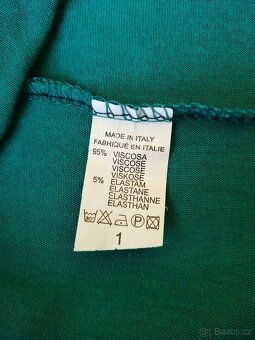 MADE IN ITALY
FABRIQUÉ EN ITALIE
95% VISCOSA
VISCOSE
VISCOSE
VISKOSE
5% ELASTAM
ELASTANE
ELASTHANNE
ELASTHAN
1
Bazos.cz